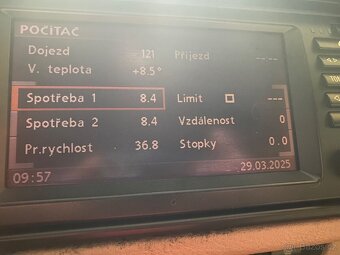 POČÍTAČ
Dojezd 121 Příjezd -- --
V. teplota +8.5°
Spotřeba 1 8.4 Limit ---
Spotřeba 2 8.4 Vzdálenost 0
Pr.rychlost 36.8 Stopky 0.0
29.03.2025
09:57